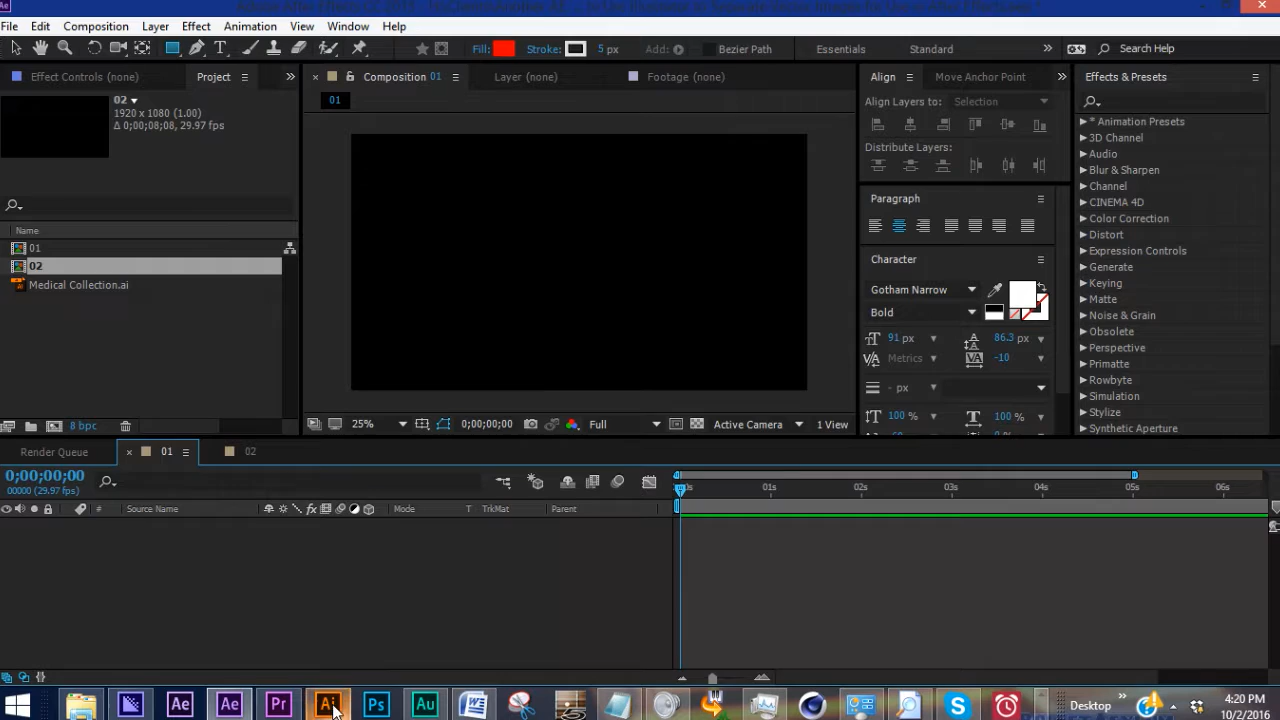 File Edit Composition Layer Effect Animation View Window Help
Fill: Stroke: 5 px Add: Bezier Path Essentials Standard Search Help
Effect Controls (none) Project
02
1920 x 1080 (1.00)
Δ 0;00;08;08, 29.97 fps
Name
01
02
Medical Collection.ai
8 bpc
Composition 01 Layer (none) Footage (none)
01
25% 0;00;00;00 Full Active Camera 1 View
Align Move Anchor Point
Align Layers to: Selection
Distribute Layers:
Paragraph
Character
Gotham Narrow
Bold
91 px 86.3 px
Metrics -10
- px
100 % 100 %
Effects & Presets
* Animation Presets
3D Channel
Audio
Blur & Sharpen
Channel
CINEMA 4D
Color Correction
Distort
Expression Controls
Generate
Keying
Matte
Noise & Grain
Obsolete
Perspective
Primatte
Rowbyte
Simulation
Stylize
Synthetic Aperture
Render Queue 01 02
0;00;00;00
00000 (29.97 fps)
# Source Name Mode T TrkMat Parent
01s 02s 03s 04s 05s 06s
Ae Ae Pr Ai Ps Au Desktop
4:20 PM
10/2/2016